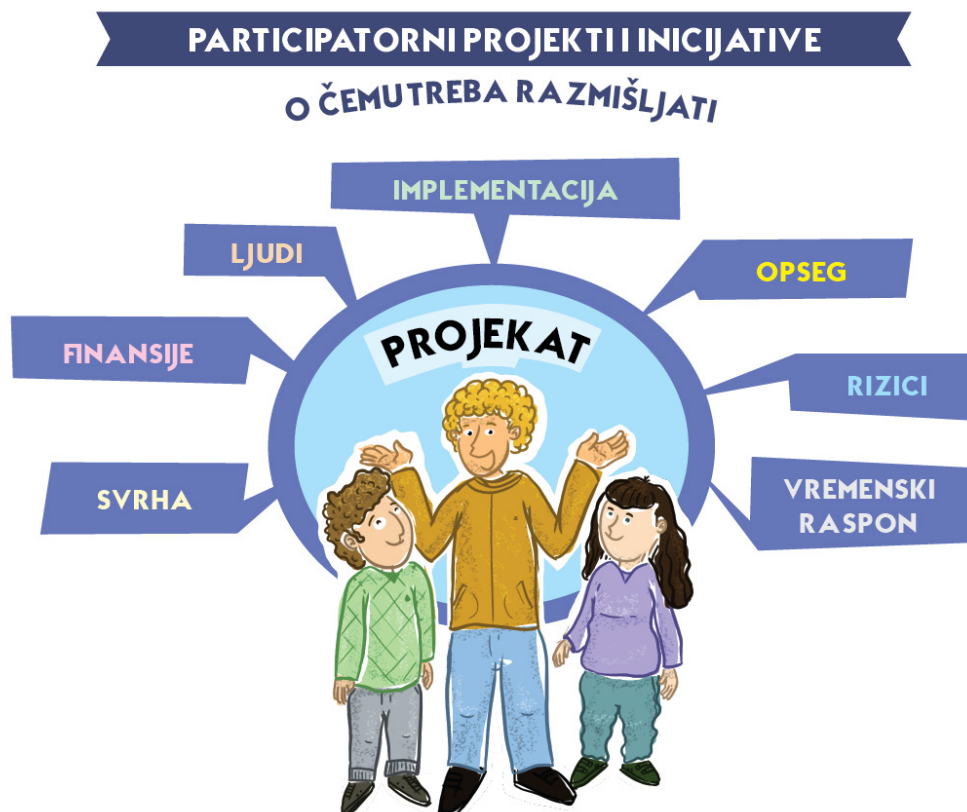 PARTICIPATORNI PROJEKTI I INICIJATIVE
O ČEMU TREBA RAZMIŠLJATI
IMPLEMENTACIJA
LJUDI
OPSEG
FINANSIJE
PROJEKAT
RIZICI
SVRHA
VREMENSKI
RASPON